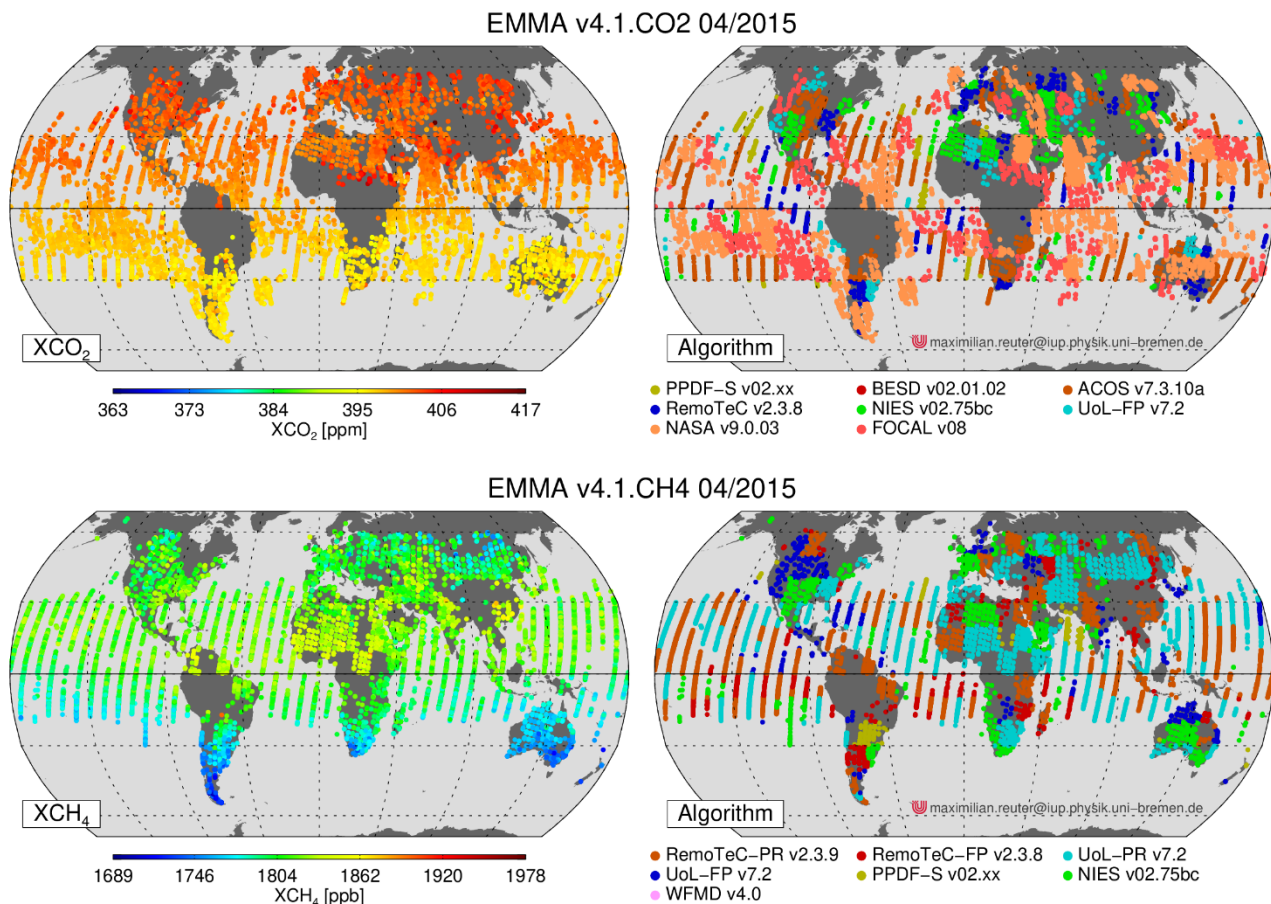 EMMA v4.1.CO2 04/2015
XCO₂
Algorithm
maximilian.reuter@iup.physik.uni-bremen.de
363 373 384 395 406 417
XCO₂ [ppm]
PPDF-S v02.xx BESD v02.01.02 ACOS v7.3.10a
RemoTeC v2.3.8 NIES v02.75bc UoL-FP v7.2
NASA v9.0.03 FOCAL v08
EMMA v4.1.CH4 04/2015
XCH₄
Algorithm
maximilian.reuter@iup.physik.uni-bremen.de
1689 1746 1804 1862 1920 1978
XCH₄ [ppb]
RemoTeC-PR v2.3.9 RemoTeC-FP v2.3.8 UoL-PR v7.2
UoL-FP v7.2 PPDF-S v02.xx NIES v02.75bc
WFMD v4.0